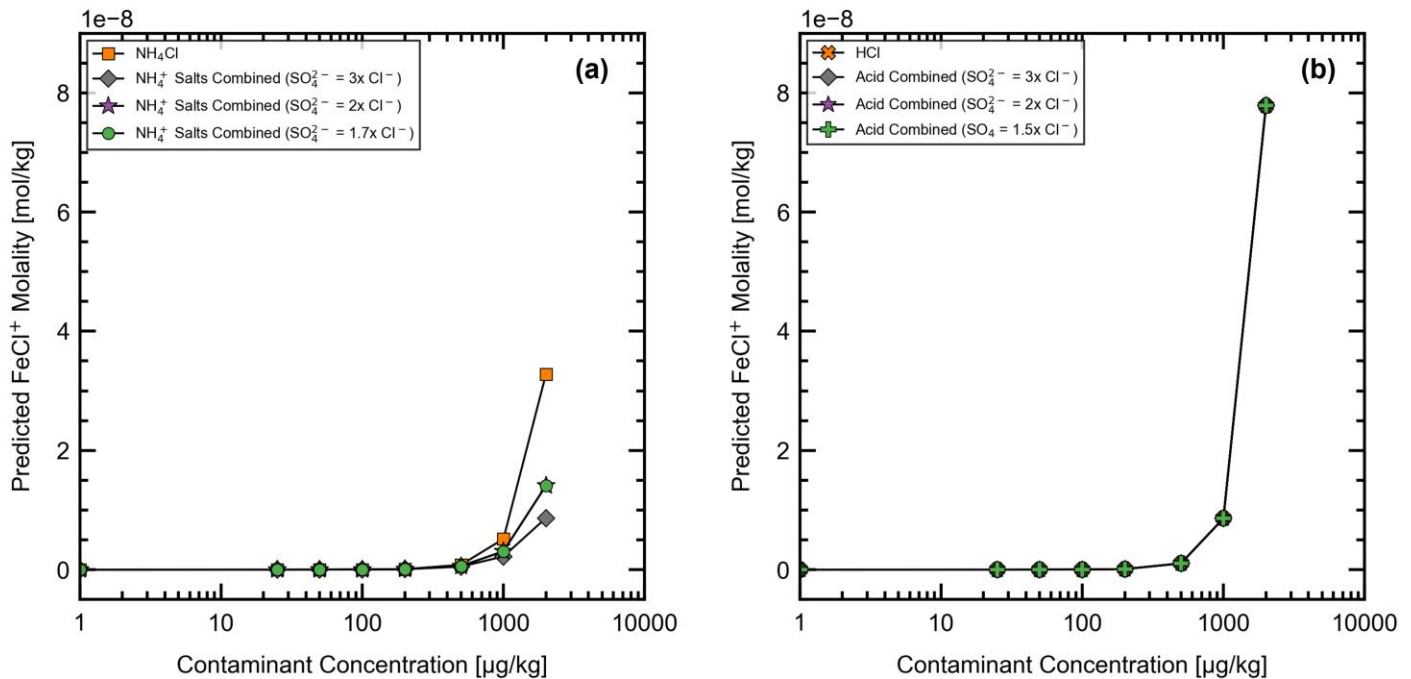 1e−8
NH₄Cl
NH₄⁺ Salts Combined (SO₄²⁻ = 3x Cl⁻)
NH₄⁺ Salts Combined (SO₄²⁻ = 2x Cl⁻)
NH₄⁺ Salts Combined (SO₄²⁻ = 1.7x Cl⁻)
(a)
8
6
4
2
0
Predicted FeCl⁺ Molality [mol/kg]
1 10 100 1000 10000
Contaminant Concentration [µg/kg]
1e−8
HCl
Acid Combined (SO₄²⁻ = 3x Cl⁻)
Acid Combined (SO₄²⁻ = 2x Cl⁻)
Acid Combined (SO₄ = 1.5x Cl⁻)
(b)
8
6
4
2
0
Predicted FeCl⁺ Molality [mol/kg]
1 10 100 1000 10000
Contaminant Concentration [µg/kg]